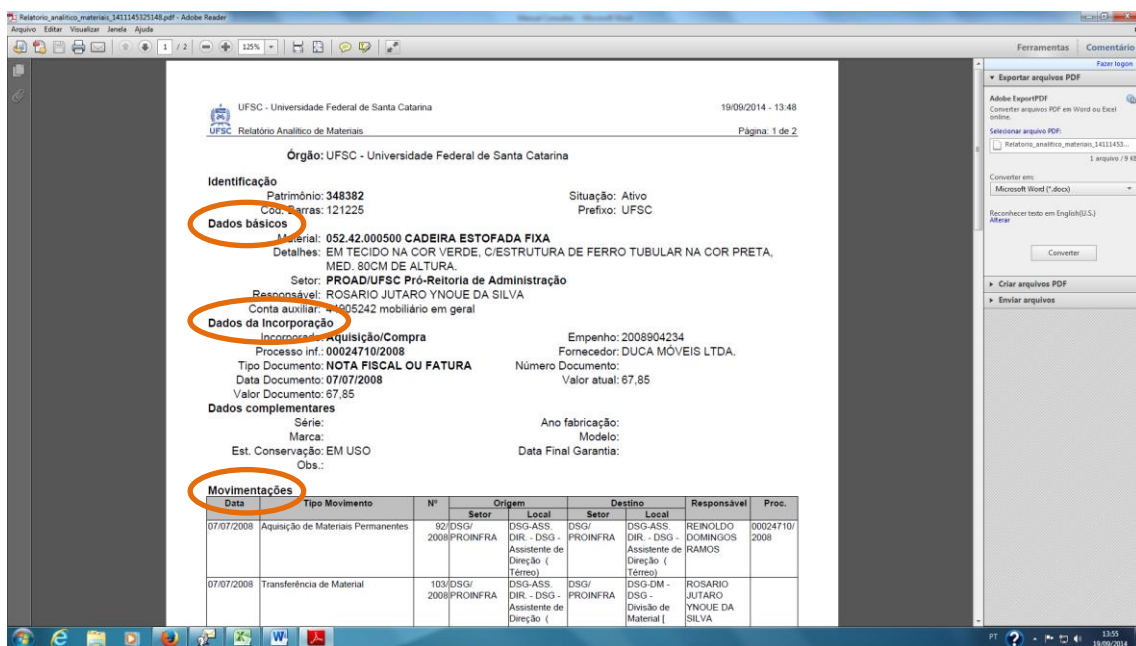 Relatorio_analitico_materiais_1411145325148.pdf - Adobe Reader
Arquivo Editar Visualizar Janela Ajuda
1 / 2 125% Ferramentas Comentário
Fazer logon
UFSC - Universidade Federal de Santa Catarina 19/09/2014 - 13:48
UFSC Relatório Analítico de Materiais Página: 1 de 2
Órgão: UFSC - Universidade Federal de Santa Catarina
Identificação
Patrimônio: 348382 Situação: Ativo
Cód. Barras: 121225 Prefixo: UFSC
Dados básicos
Material: 052.42.000500 CADEIRA ESTOFADA FIXA
Detalhes: EM TECIDO NA COR VERDE, C/ESTRUTURA DE FERRO TUBULAR NA COR PRETA,
MED. 80CM DE ALTURA.
Setor: PROAD/UFSC Pró-Reitoria de Administração
Responsável: ROSARIO JUTARO YNOUE DA SILVA
Conta auxiliar: 44905242 mobiliário em geral
Dados da Incorporação
Incorporado: Aquisição/Compra Empenho: 2008904234
Processo inf.: 00024710/2008 Fornecedor: DUCA MÓVEIS LTDA.
Tipo Documento: NOTA FISCAL OU FATURA Número Documento:
Data Documento: 07/07/2008 Valor atual: 67,85
Valor Documento: 67,85
Dados complementares
Série: Ano fabricação:
Marca: Modelo:
Est. Conservação: EM USO Data Final Garantia:
Obs.:
Movimentações
Data Tipo Movimento Nº Origem Destino Responsável Proc.
Setor Local Setor Local
07/07/2008 Aquisição de Materiais Permanentes 92/ DSG/ DSG-ASS. DSG/ DSG-ASS. REINOLDO 00024710/
2008 PROINFRA DIR. - DSG - PROINFRA DIR. - DSG - DOMINGOS 2008
Assistente de Assistente de RAMOS
Direção ( Direção (
Térreo) Térreo)
07/07/2008 Transferência de Material 103/ DSG/ DSG-ASS. DSG/ DSG-DM - ROSARIO
2008 PROINFRA DIR. - DSG - PROINFRA DSG - JUTARO
Assistente de Divisão de YNOUE DA
Direção ( Material [ SILVA
Exportar arquivos PDF
Adobe ExportPDF
Converter arquivos PDF em Word ou Excel
online.
Selecionar arquivo PDF:
Relatorio_analitico_materiais_14111453...
1 arquivo / 9 KB
Converter em:
Microsoft Word (*.docx)
Reconhecer texto em English(U.S.)
Alterar
Converter
Criar arquivos PDF
Enviar arquivos
PT 13:55
19/09/2014